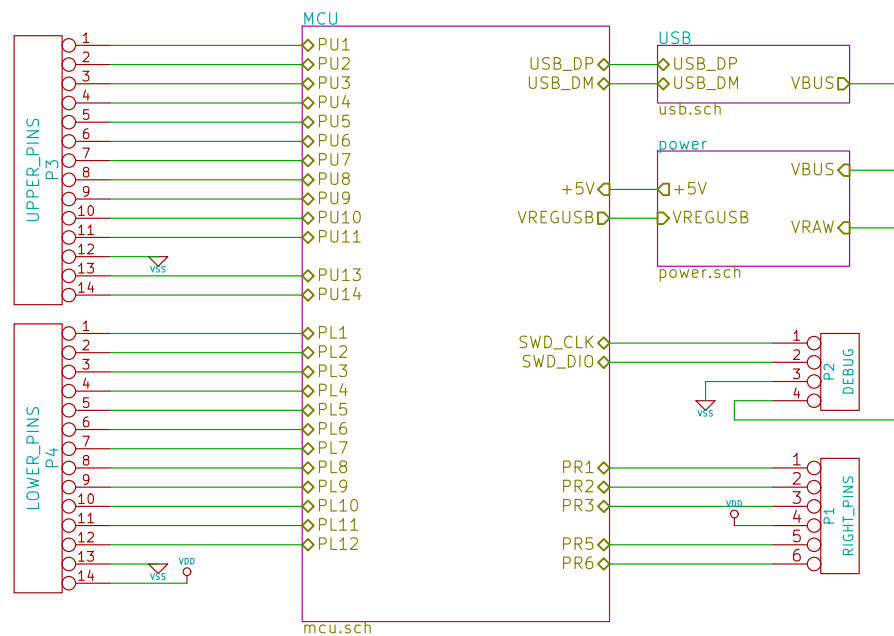 MCU
UPPER_PINS
P3
1 PU1
2 PU2
3 PU3
4 PU4
5 PU5
6 PU6
7 PU7
8 PU8
9 PU9
10 PU10
11 PU11
12
VSS
13 PU13
14 PU14
LOWER_PINS
P4
1 PL1
2 PL2
3 PL3
4 PL4
5 PL5
6 PL6
7 PL7
8 PL8
9 PL9
10 PL10
11 PL11
12 PL12
13
VSS
VDD
14
mcu.sch
USB_DP
USB_DM
+5V
VREGUSB
SWD_CLK
SWD_DIO
PR1
PR2
PR3
PR5
PR6
USB
USB_DP
USB_DM VBUS
usb.sch
power
VBUS
+5V
VREGUSB
VRAW
power.sch
1
2
3
4
VSS
P2
DEBUG
1
2
3
VDD
4
5
6
P1
RIGHT_PINS